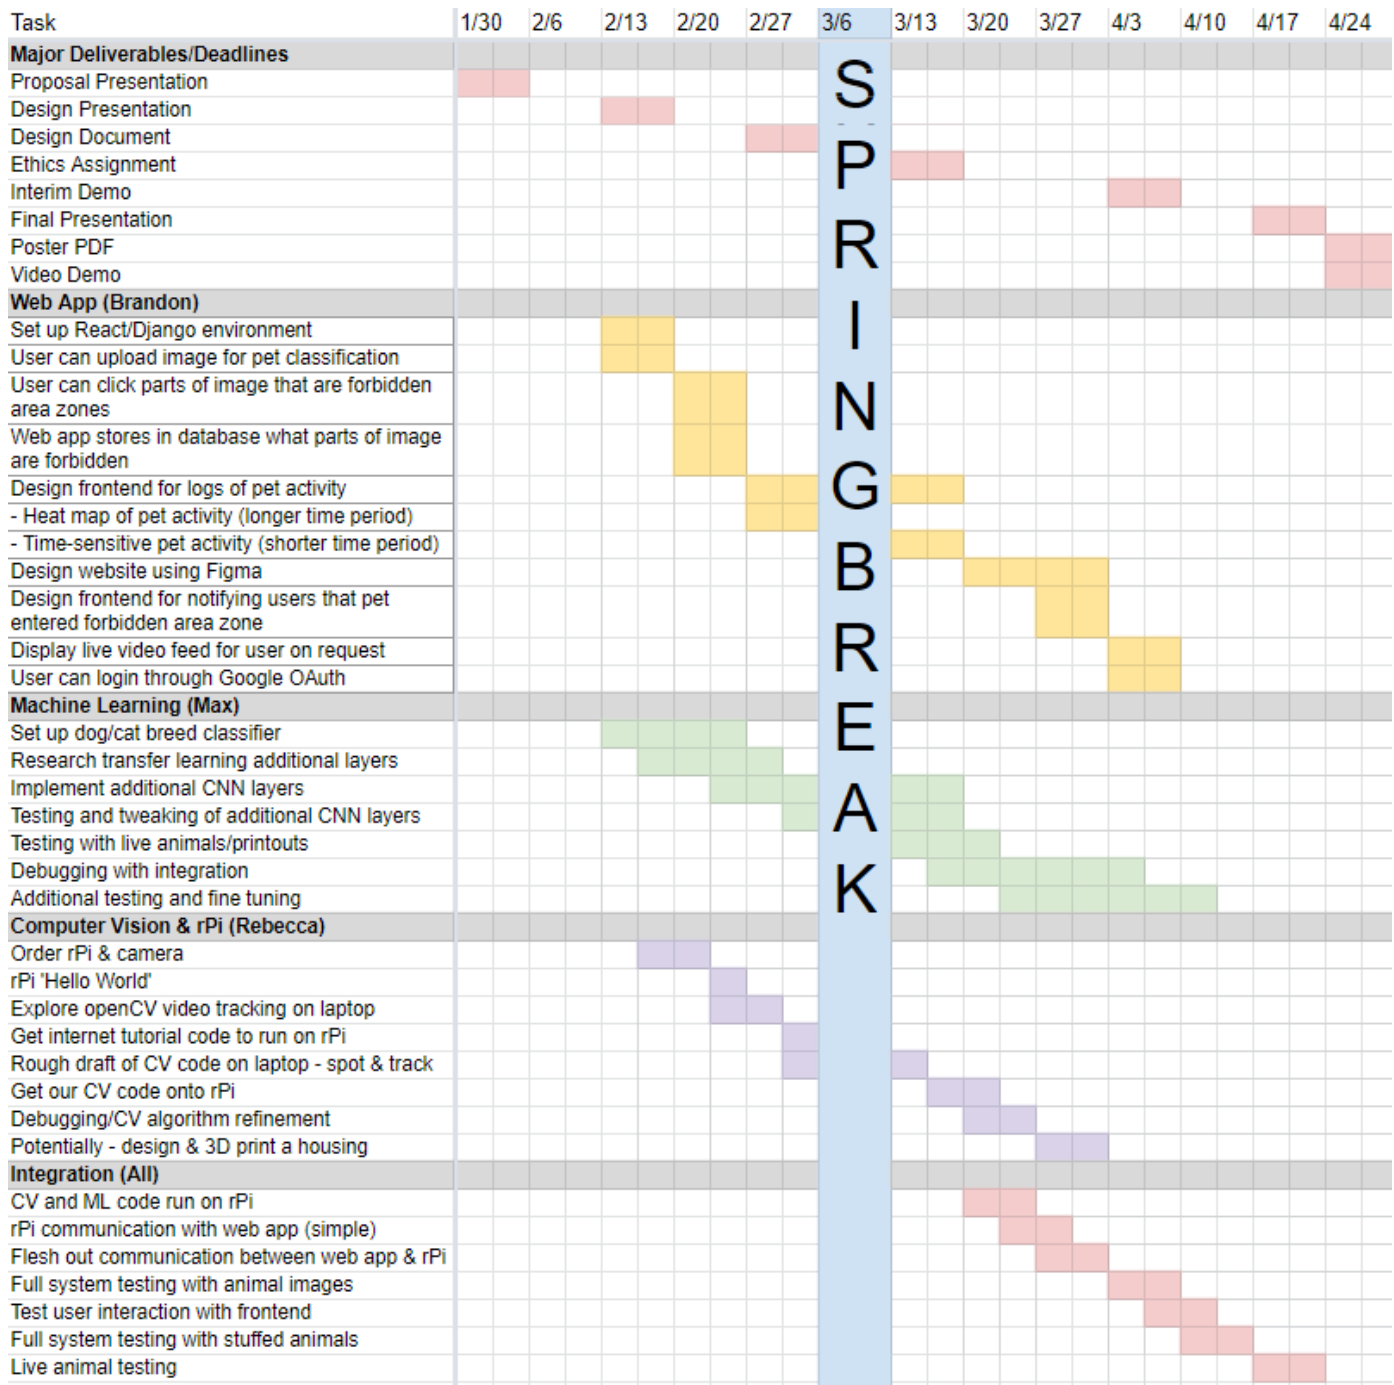 Task 1/30 2/6 2/13 2/20 2/27 3/6 3/13 3/20 3/27 4/3 4/10 4/17 4/24
Major Deliverables/Deadlines
Proposal Presentation
Design Presentation
Design Document
Ethics Assignment
Interim Demo
Final Presentation
Poster PDF
Video Demo
Web App (Brandon)
Set up React/Django environment
User can upload image for pet classification
User can click parts of image that are forbidden
area zones
Web app stores in database what parts of image
are forbidden
Design frontend for logs of pet activity
- Heat map of pet activity (longer time period)
- Time-sensitive pet activity (shorter time period)
Design website using Figma
Design frontend for notifying users that pet
entered forbidden area zone
Display live video feed for user on request
User can login through Google OAuth
Machine Learning (Max)
Set up dog/cat breed classifier
Research transfer learning additional layers
Implement additional CNN layers
Testing and tweaking of additional CNN layers
Testing with live animals/printouts
Debugging with integration
Additional testing and fine tuning
Computer Vision & rPi (Rebecca)
Order rPi & camera
rPi 'Hello World'
Explore openCV video tracking on laptop
Get internet tutorial code to run on rPi
Rough draft of CV code on laptop - spot & track
Get our CV code onto rPi
Debugging/CV algorithm refinement
Potentially - design & 3D print a housing
Integration (All)
CV and ML code run on rPi
rPi communication with web app (simple)
Flesh out communication between web app & rPi
Full system testing with animal images
Test user interaction with frontend
Full system testing with stuffed animals
Live animal testing
SPRING BREAK